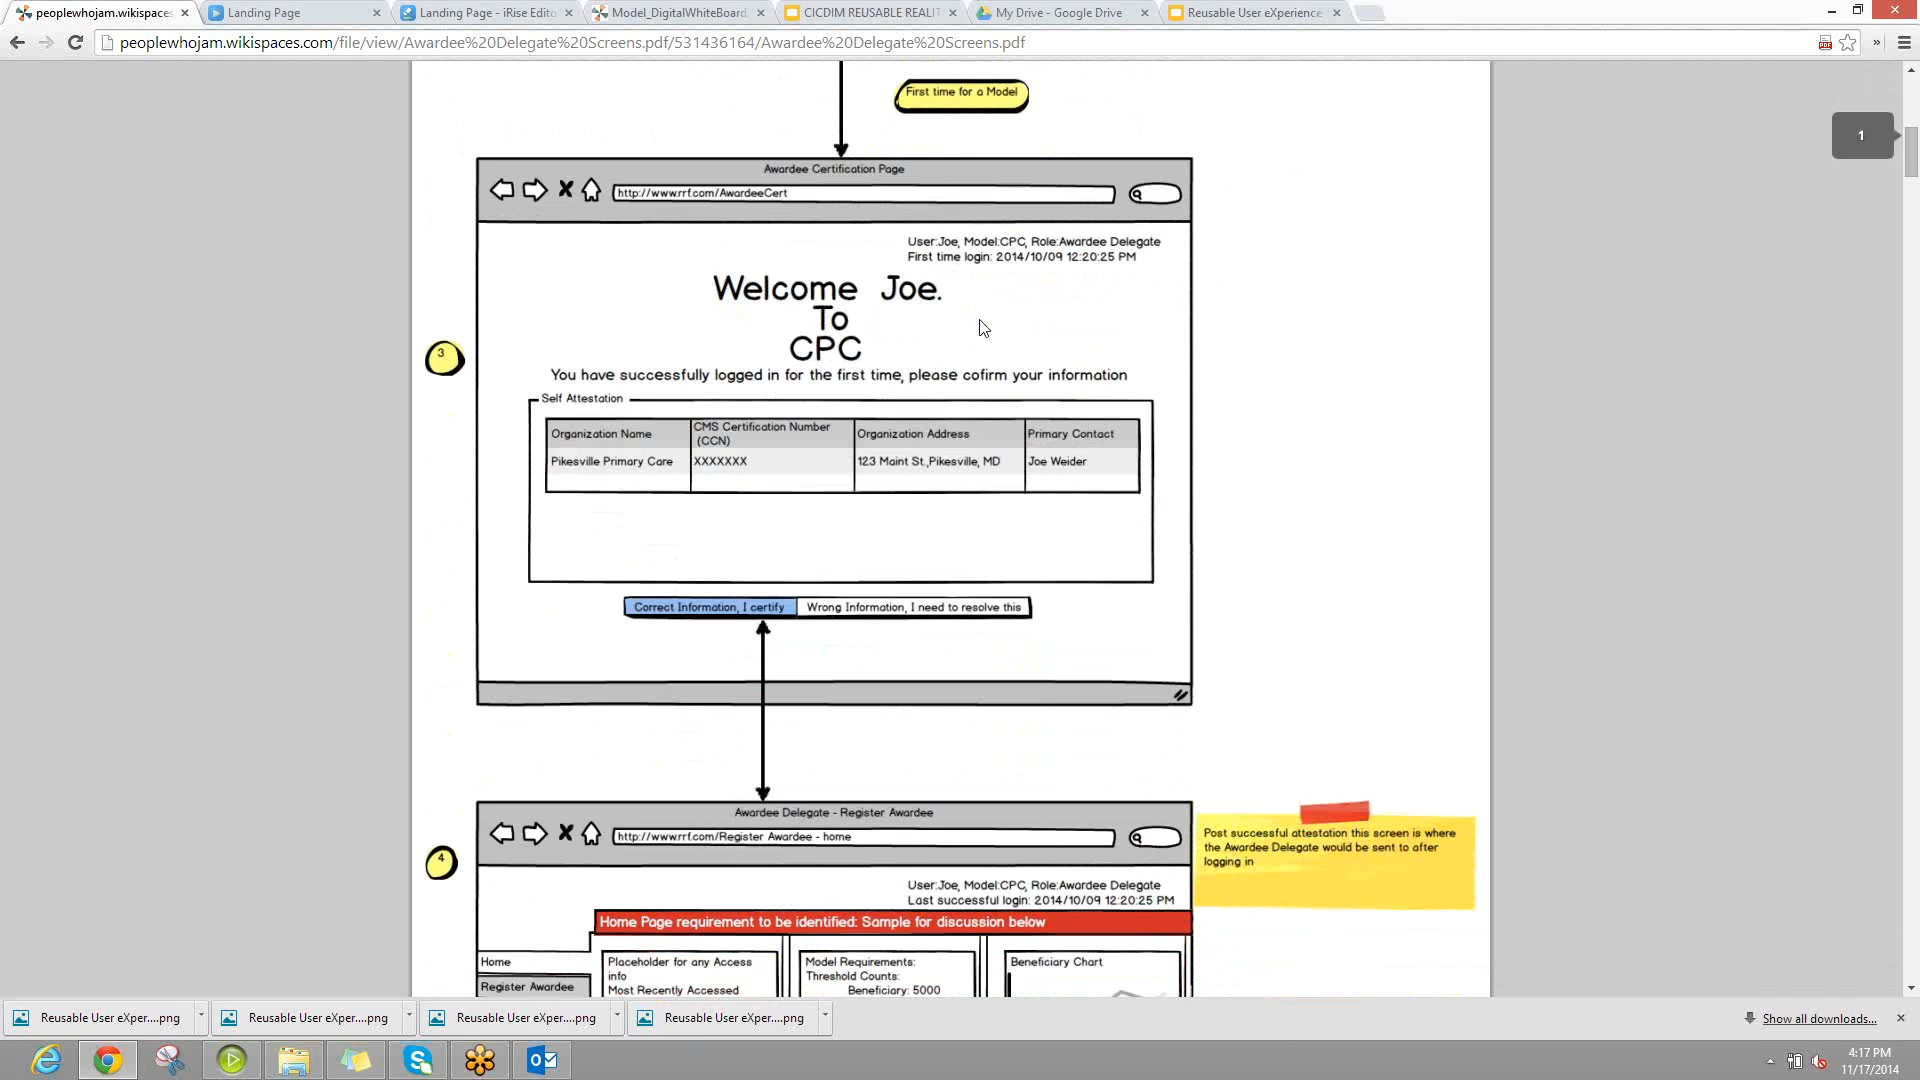 peoplewhojam.wikispaces
Landing Page
Landing Page - iRise Edito
Model_DigitalWhiteBoard
CICDIM REUSABLE REALIT
My Drive - Google Drive
Reusable User eXperience
peoplewhojam.wikispaces.com/file/view/Awardee%20Delegate%20Screens.pdf/531436164/Awardee%20Delegate%20Screens.pdf
First time for a Model
1
Awardee Certification Page
http://www.rrf.com/AwardeeCert
User:Joe, Model:CPC, Role:Awardee Delegate
First time login: 2014/10/09 12:20:25 PM
Welcome Joe.
To
CPC
3
You have successfully logged in for the first time, please cofirm your information
Self Attestation
Organization Name
CMS Certification Number
(CCN)
Organization Address
Primary Contact
Pikesville Primary Care
XXXXXXX
123 Maint St.,Pikesville, MD
Joe Weider
Correct Information, I certify
Wrong Information, I need to resolve this
Awardee Delegate - Register Awardee
http://www.rrf.com/Register Awardee - home
4
Post successful attestation this screen is where
the Awardee Delegate would be sent to after
logging in
User:Joe, Model:CPC, Role:Awardee Delegate
Last successful login: 2014/10/09 12:20:25 PM
Home Page requirement to be identified: Sample for discussion below
Home
Register Awardee
Placeholder for any Access
info
Most Recently Accessed
Model Requirements:
Threshold Counts:
Beneficiary: 5000
Beneficiary Chart
Reusable User eXper....png
Reusable User eXper....png
Reusable User eXper....png
Reusable User eXper....png
Show all downloads...
4:17 PM
11/17/2014